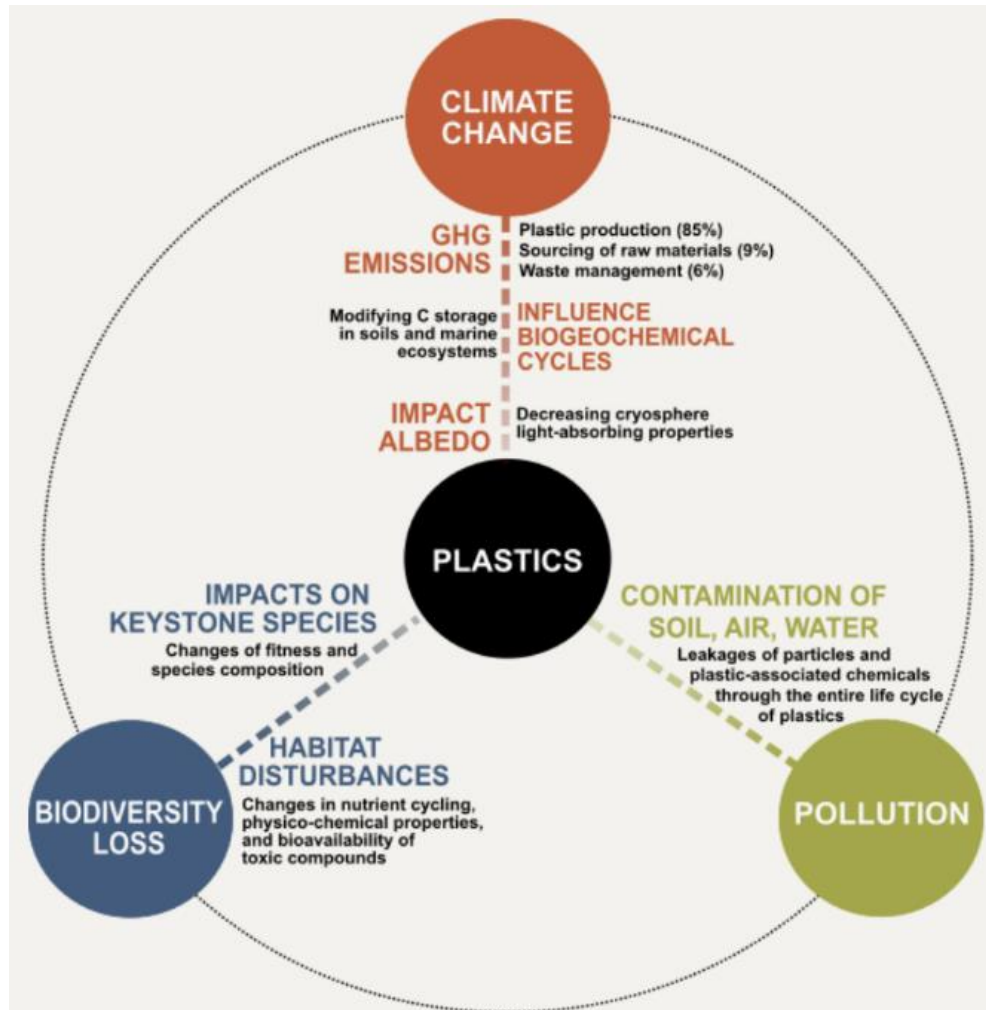 CLIMATE
CHANGE
GHG
EMISSIONS
Plastic production (85%)
Sourcing of raw materials (9%)
Waste management (6%)
Modifying C storage
in soils and marine
ecosystems
INFLUENCE
BIOGEOCHEMICAL
CYCLES
IMPACT
ALBEDO
Decreasing cryosphere
light-absorbing properties
PLASTICS
IMPACTS ON
KEYSTONE SPECIES
Changes of fitness and
species composition
CONTAMINATION OF
SOIL, AIR, WATER
Leakages of particles and
plastic-associated chemicals
through the entire life cycle
of plastics
HABITAT
DISTURBANCES
Changes in nutrient cycling,
physico-chemical properties,
and bioavailability of
toxic compounds
BIODIVERSITY
LOSS
POLLUTION